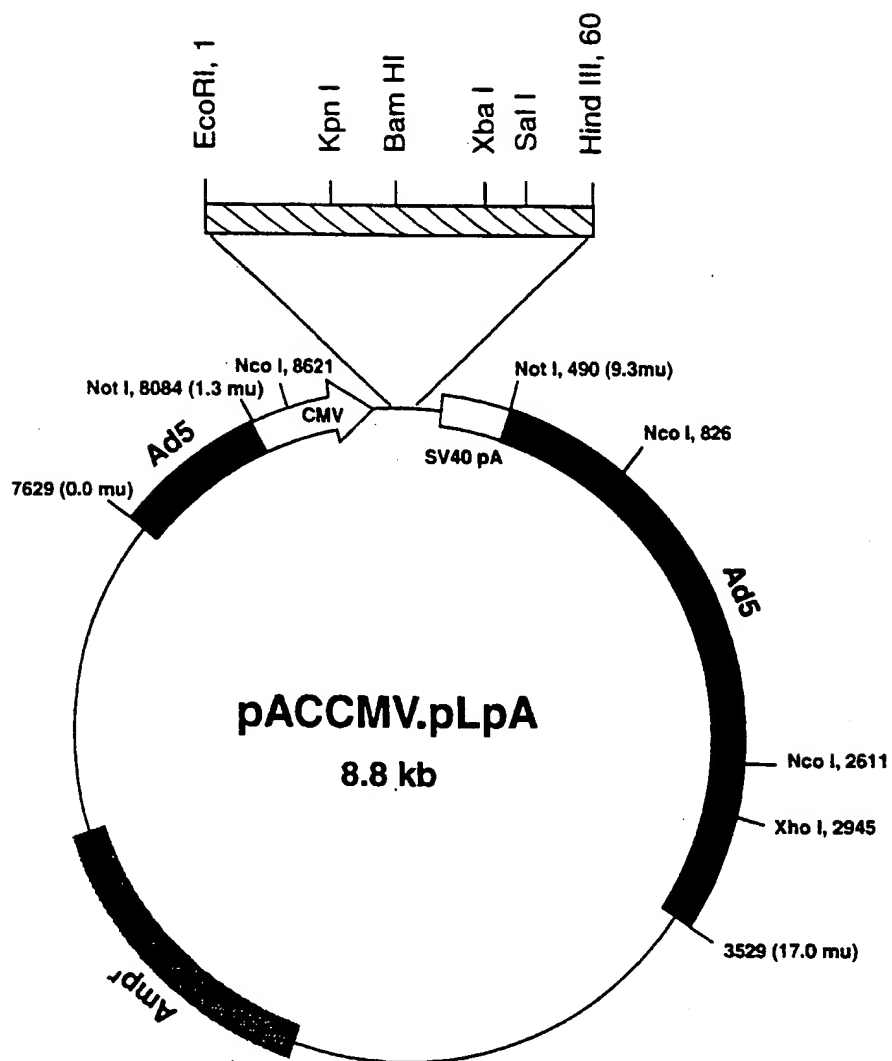 EcoRI, 1
Kpn I
Bam HI
Xba I
Sal I
Hind III, 60
Nco I, 8621
Not I, 8084 (1.3 mu)
Not I, 490 (9.3mu)
CMV
SV40 pA
Nco I, 826
Ad5
7629 (0.0 mu)
Ad5
pACCMV.pLpA
8.8 kb
Nco I, 2611
Xho I, 2945
3529 (17.0 mu)
Ampʳ